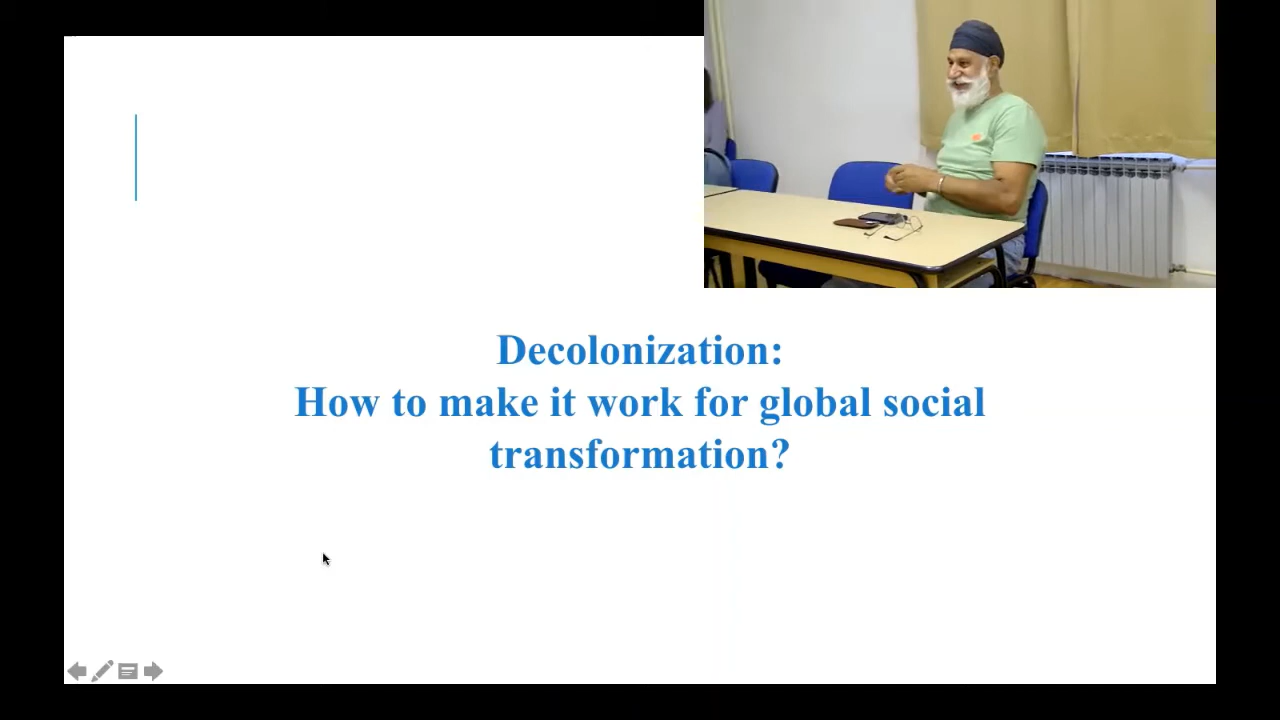 Decolonization:
How to make it work for global social
transformation?